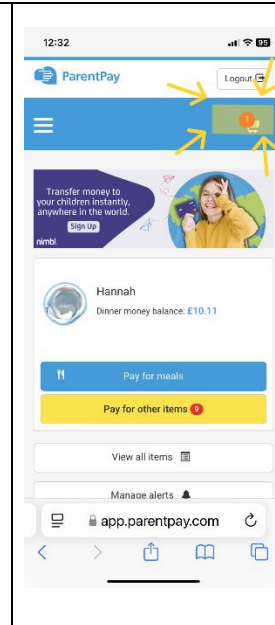 12:32
95
ParentPay
Logout
1
Transfer money to
your children instantly,
anywhere in the world.
Sign Up
nimbl.
Hannah
Dinner money balance: £10.11
Pay for meals
Pay for other items 9
View all items
Manage alerts
app.parentpay.com